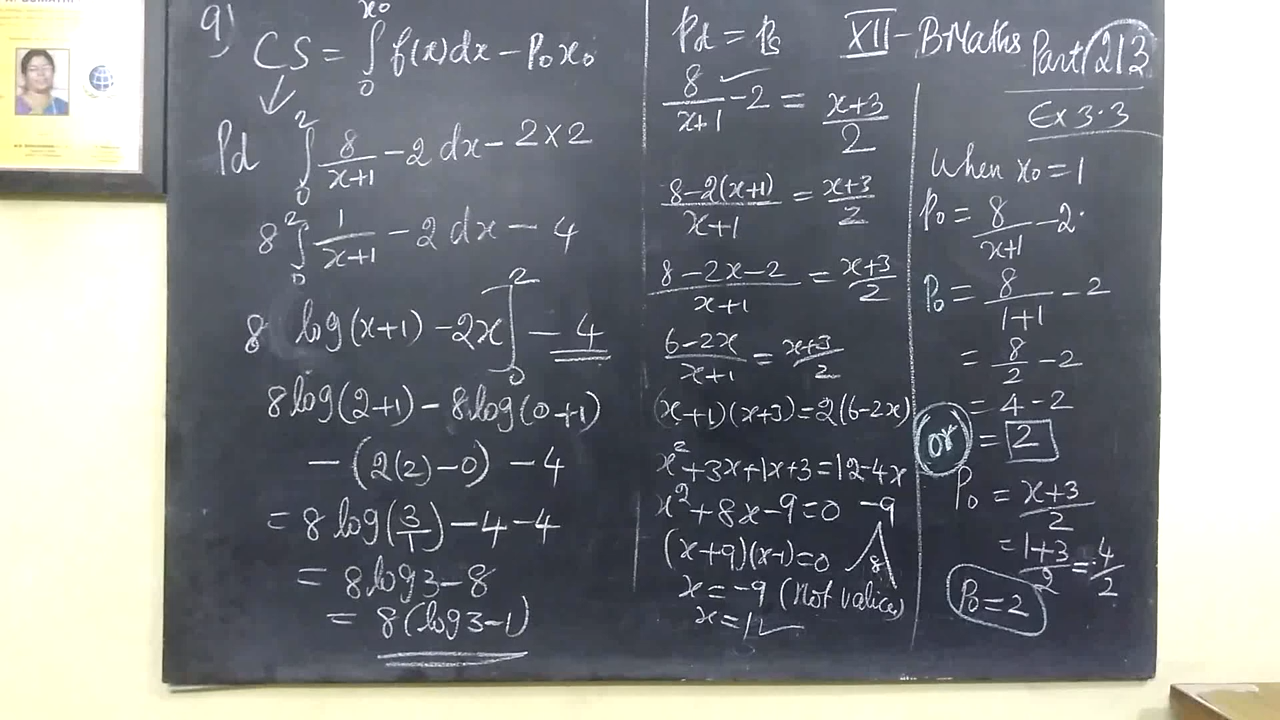 9)
CS = ∫₀^x₀ f(x)dx - P₀x₀
Pd ∫₀² 8/(x+1) - 2 dx - 2×2
8 ∫₀² 1/(x+1) - 2 dx - 4
8 log(x+1) - 2x]₀² - 4
8log(2+1) - 8log(0+1)
- (2(2) - 0) - 4
= 8 log(3/1) - 4 - 4
= 8log3 - 8
= 8(log3-1)
Pd = Ps
8/(x+1) - 2 = (x+3)/2
(8-2(x+1))/(x+1) = (x+3)/2
(8-2x-2)/(x+1) = (x+3)/2
(6-2x)/(x+1) = (x+3)/2
(x+1)(x+3)=2(6-2x)
x²+3x+1x+3=12-4x
x²+8x-9=0 -9
(x+9)(x-1)=0 8
x=-9 (Not valid)
x=1✓
XII - B.Maths Part 2/3
Ex 3.3
When x₀=1
P₀ = 8/(x+1) - 2
P₀ = 8/(1+1) - 2
= 8/2 - 2
= 4-2
or = 2
P₀ = (x+3)/2
= (1+3)/2 = 4/2
P₀=2